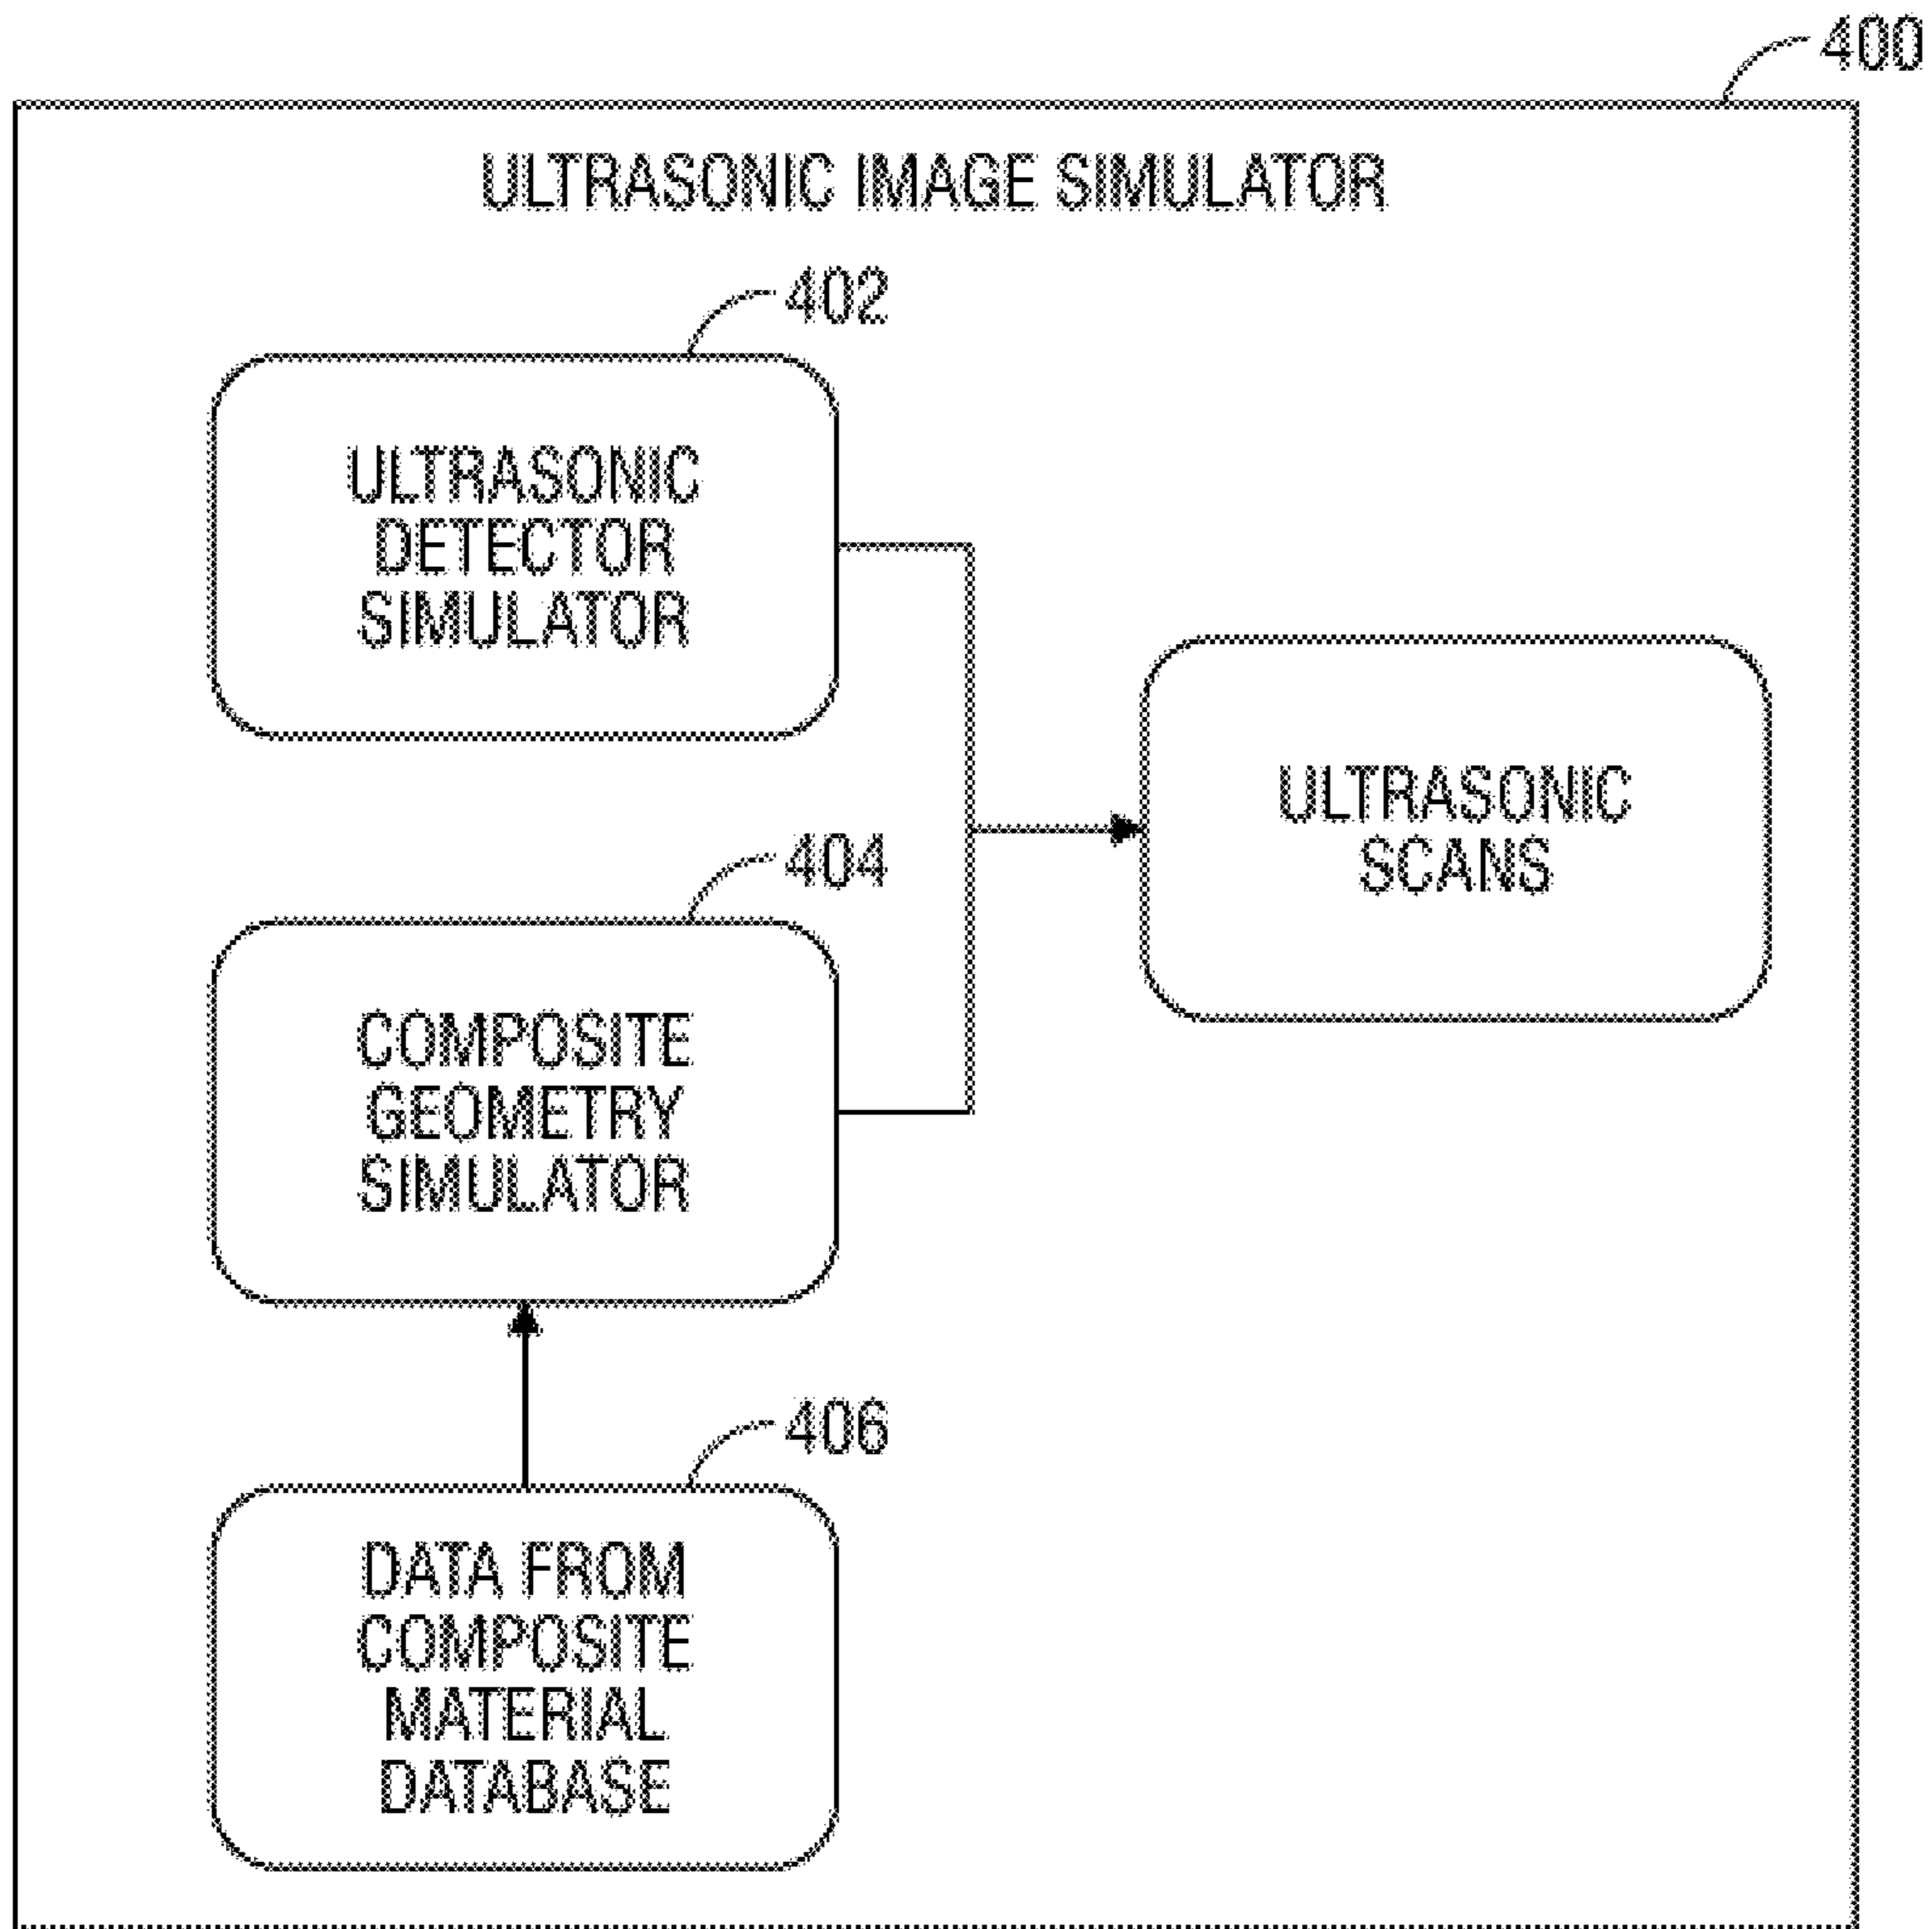 400
ULTRASONIC IMAGE SIMULATOR
402
ULTRASONIC
DETECTOR
SIMULATOR
ULTRASONIC
SCANS
404
COMPOSITE
GEOMETRY
SIMULATOR
406
DATA FROM
COMPOSITE
MATERIAL
DATABASE